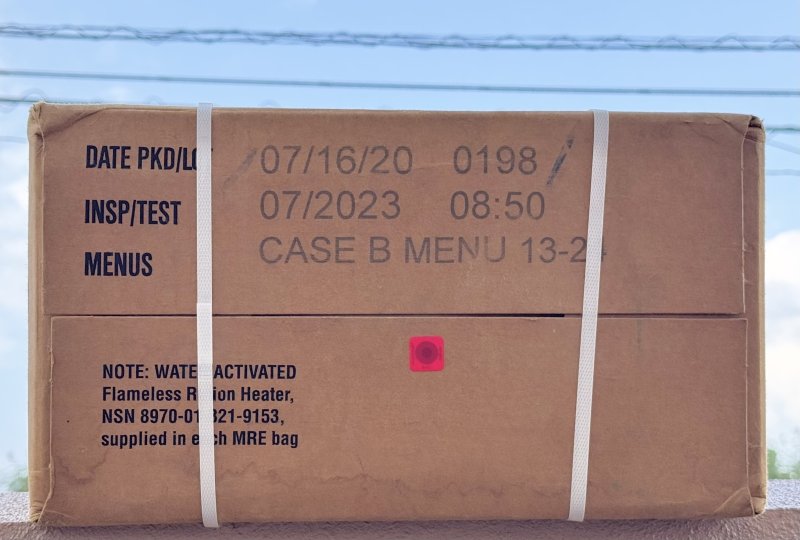 DATE PKD/LO 07/16/20 0198
INSP/TEST 07/2023 08:50
MENUS CASE B MENU 13-24
NOTE: WATER ACTIVATED
Flameless Ration Heater,
NSN 8970-01-321-9153,
supplied in each MRE bag